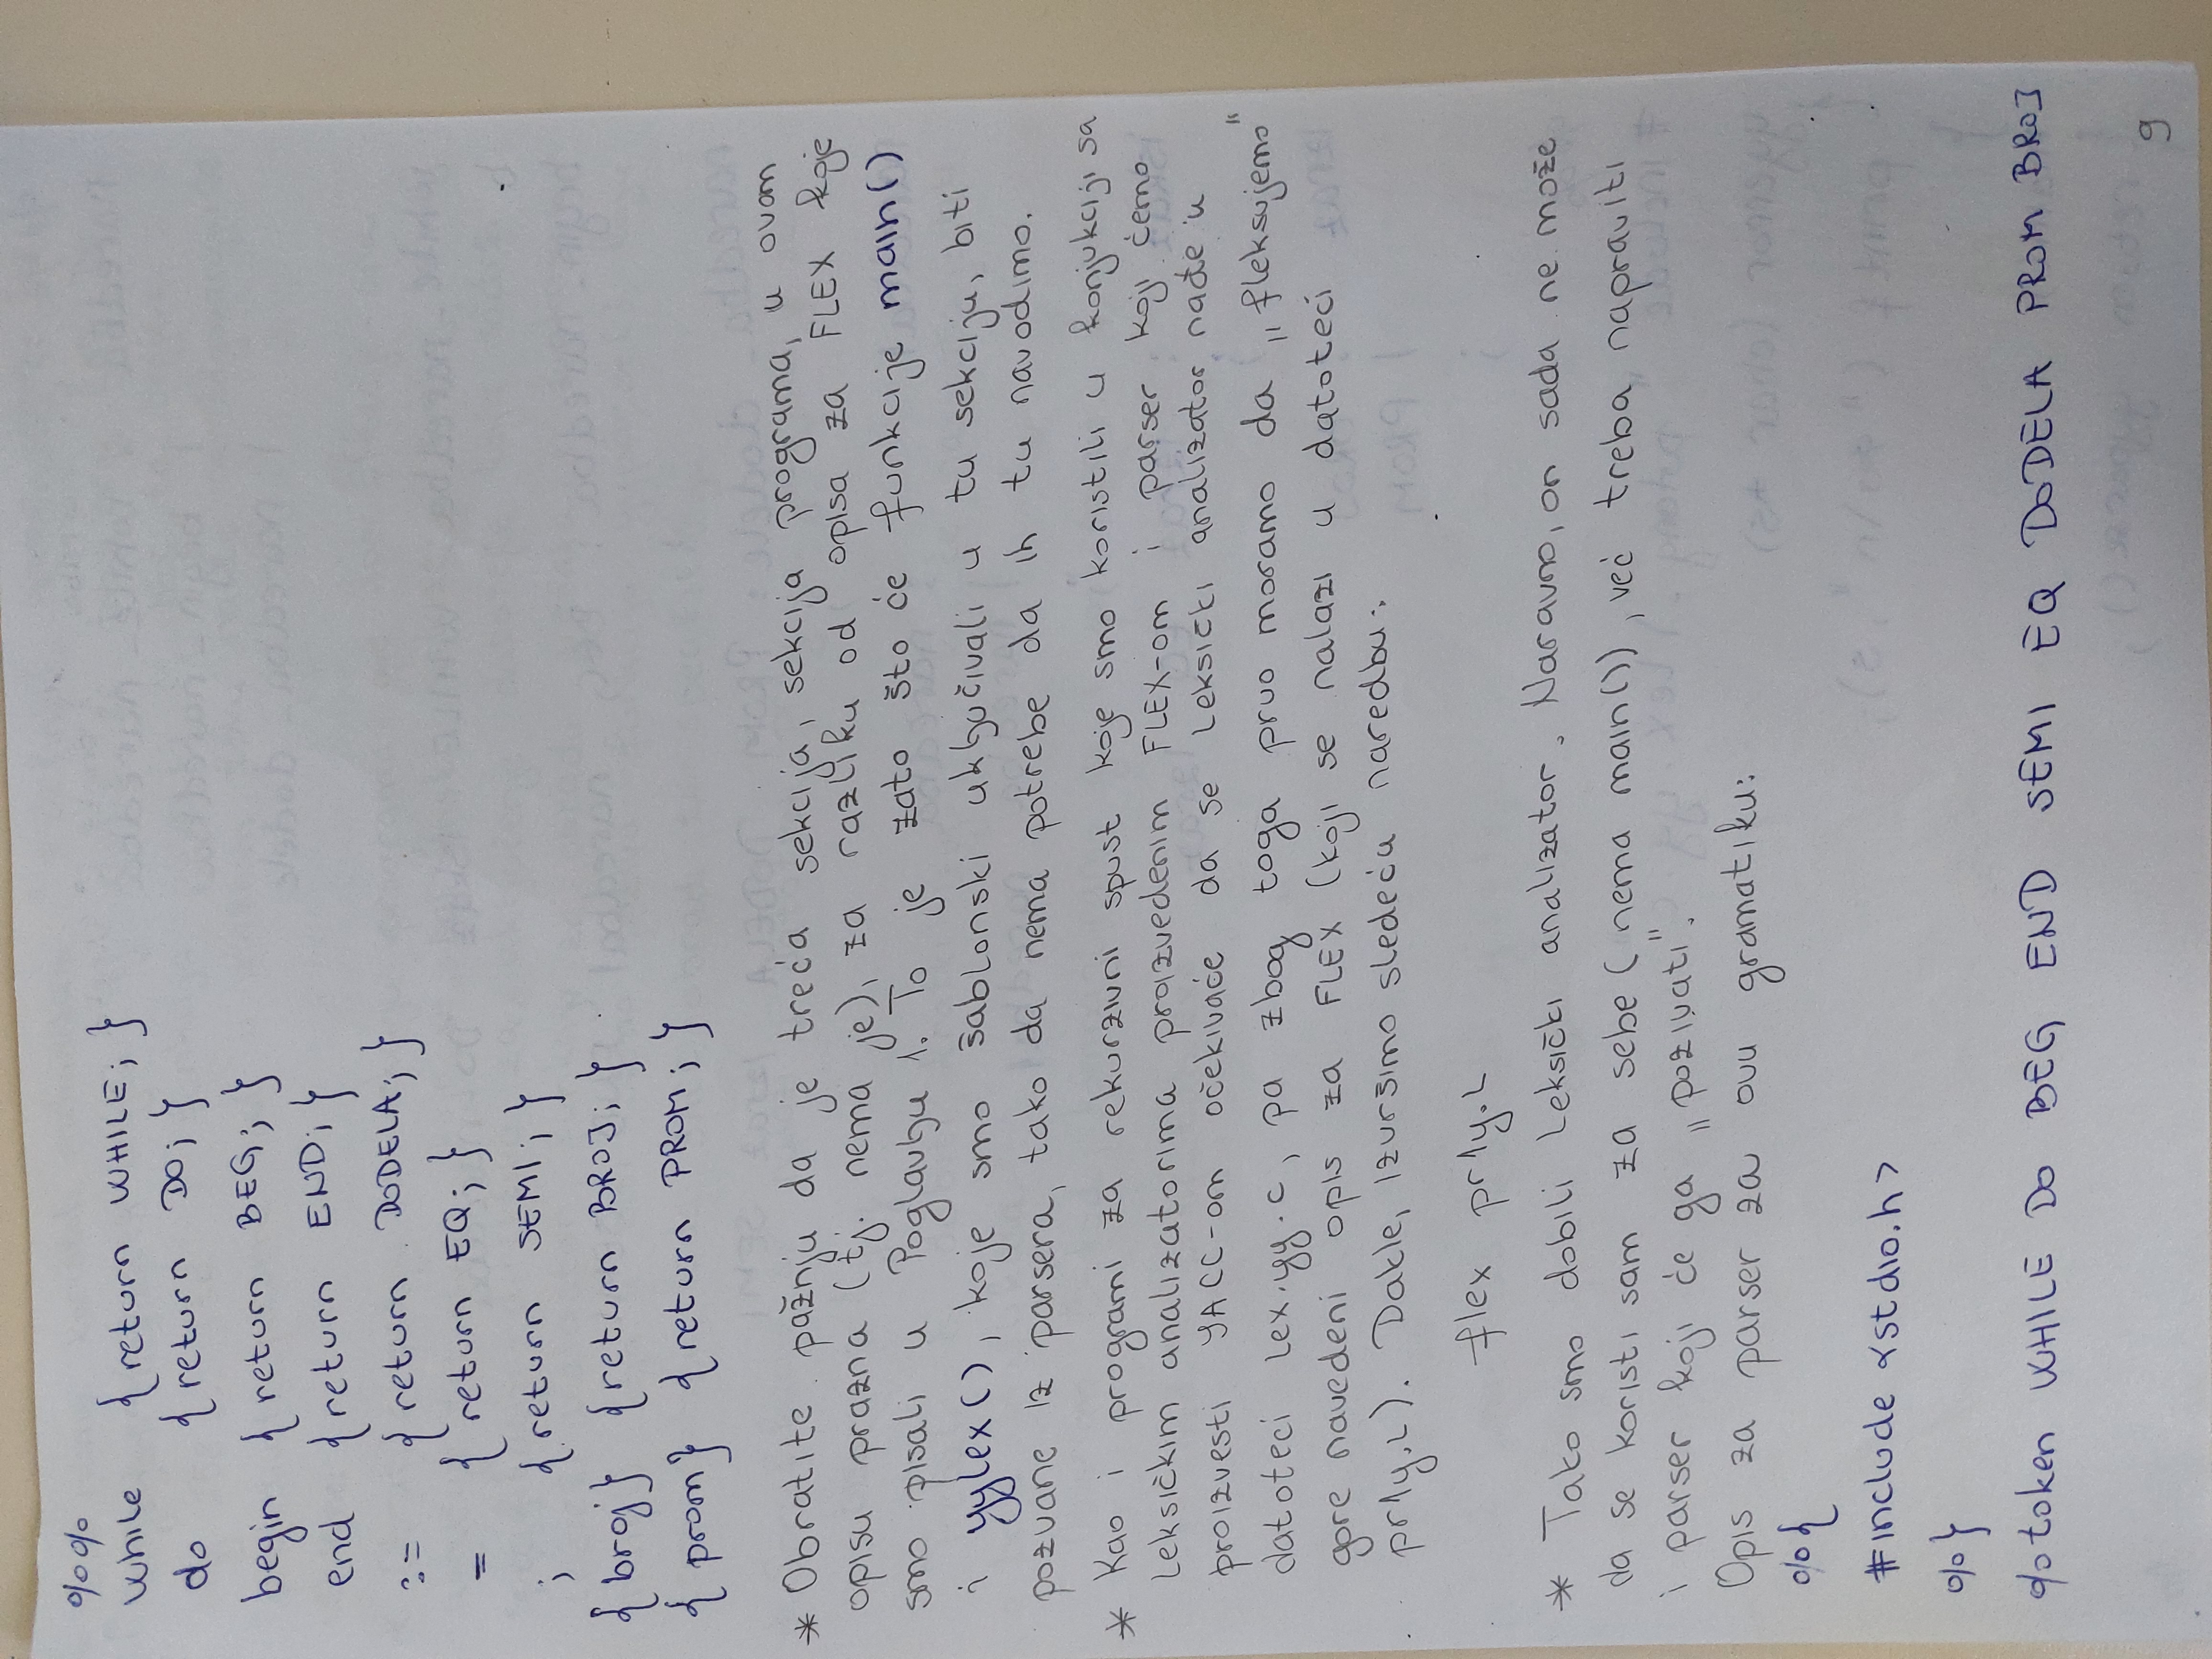 %%
while {return WHILE;}
do {return DO;}
begin {return BEG;}
end {return END;}
:= {return DODELA;}
= {return EQ;}
; {return SEMI;}
{broj} {return BROJ;}
{prom} {return PROM;}
* Obratite pažnju da je treća sekcija, sekcija programa, u ovom
opisu prazna (tj. nema je), za razliku od opisa za FLEX koje
smo pisali u Poglavlju 1. To je zato što će funkcije main()
i yylex(), koje smo šablonski uključivali u tu sekciju, biti
pozvane iz parsera, tako da nema potrebe da ih tu navodimo.
* Kao i programi za rekurzivni spust koje smo koristili u konjukciji sa
leksičkim analizatorima proizvedenim FLEX-om i parser koji ćemo
proizvesti YACC-om očekivaće da se leksički analizator nađe u
datoteci lex.yy.c, pa zbog toga prvo moramo da "fleksujemo"
gore navedeni opis za FLEX (koji se nalazi u datoteci
pr1y.l). Dakle, izvršimo sledeću naredbu:
flex pr1y.l
* Tako smo dobili leksički analizator. Naravno, on sada ne može
da se koristi sam za sebe (nema main()), već treba napraviti
i parser koji će ga "pozivati".
Opis za parser za ovu gramatiku:
%{
#include <stdio.h>
%}
%token WHILE DO BEG END SEMI EQ DODELA PROM BROJ
9